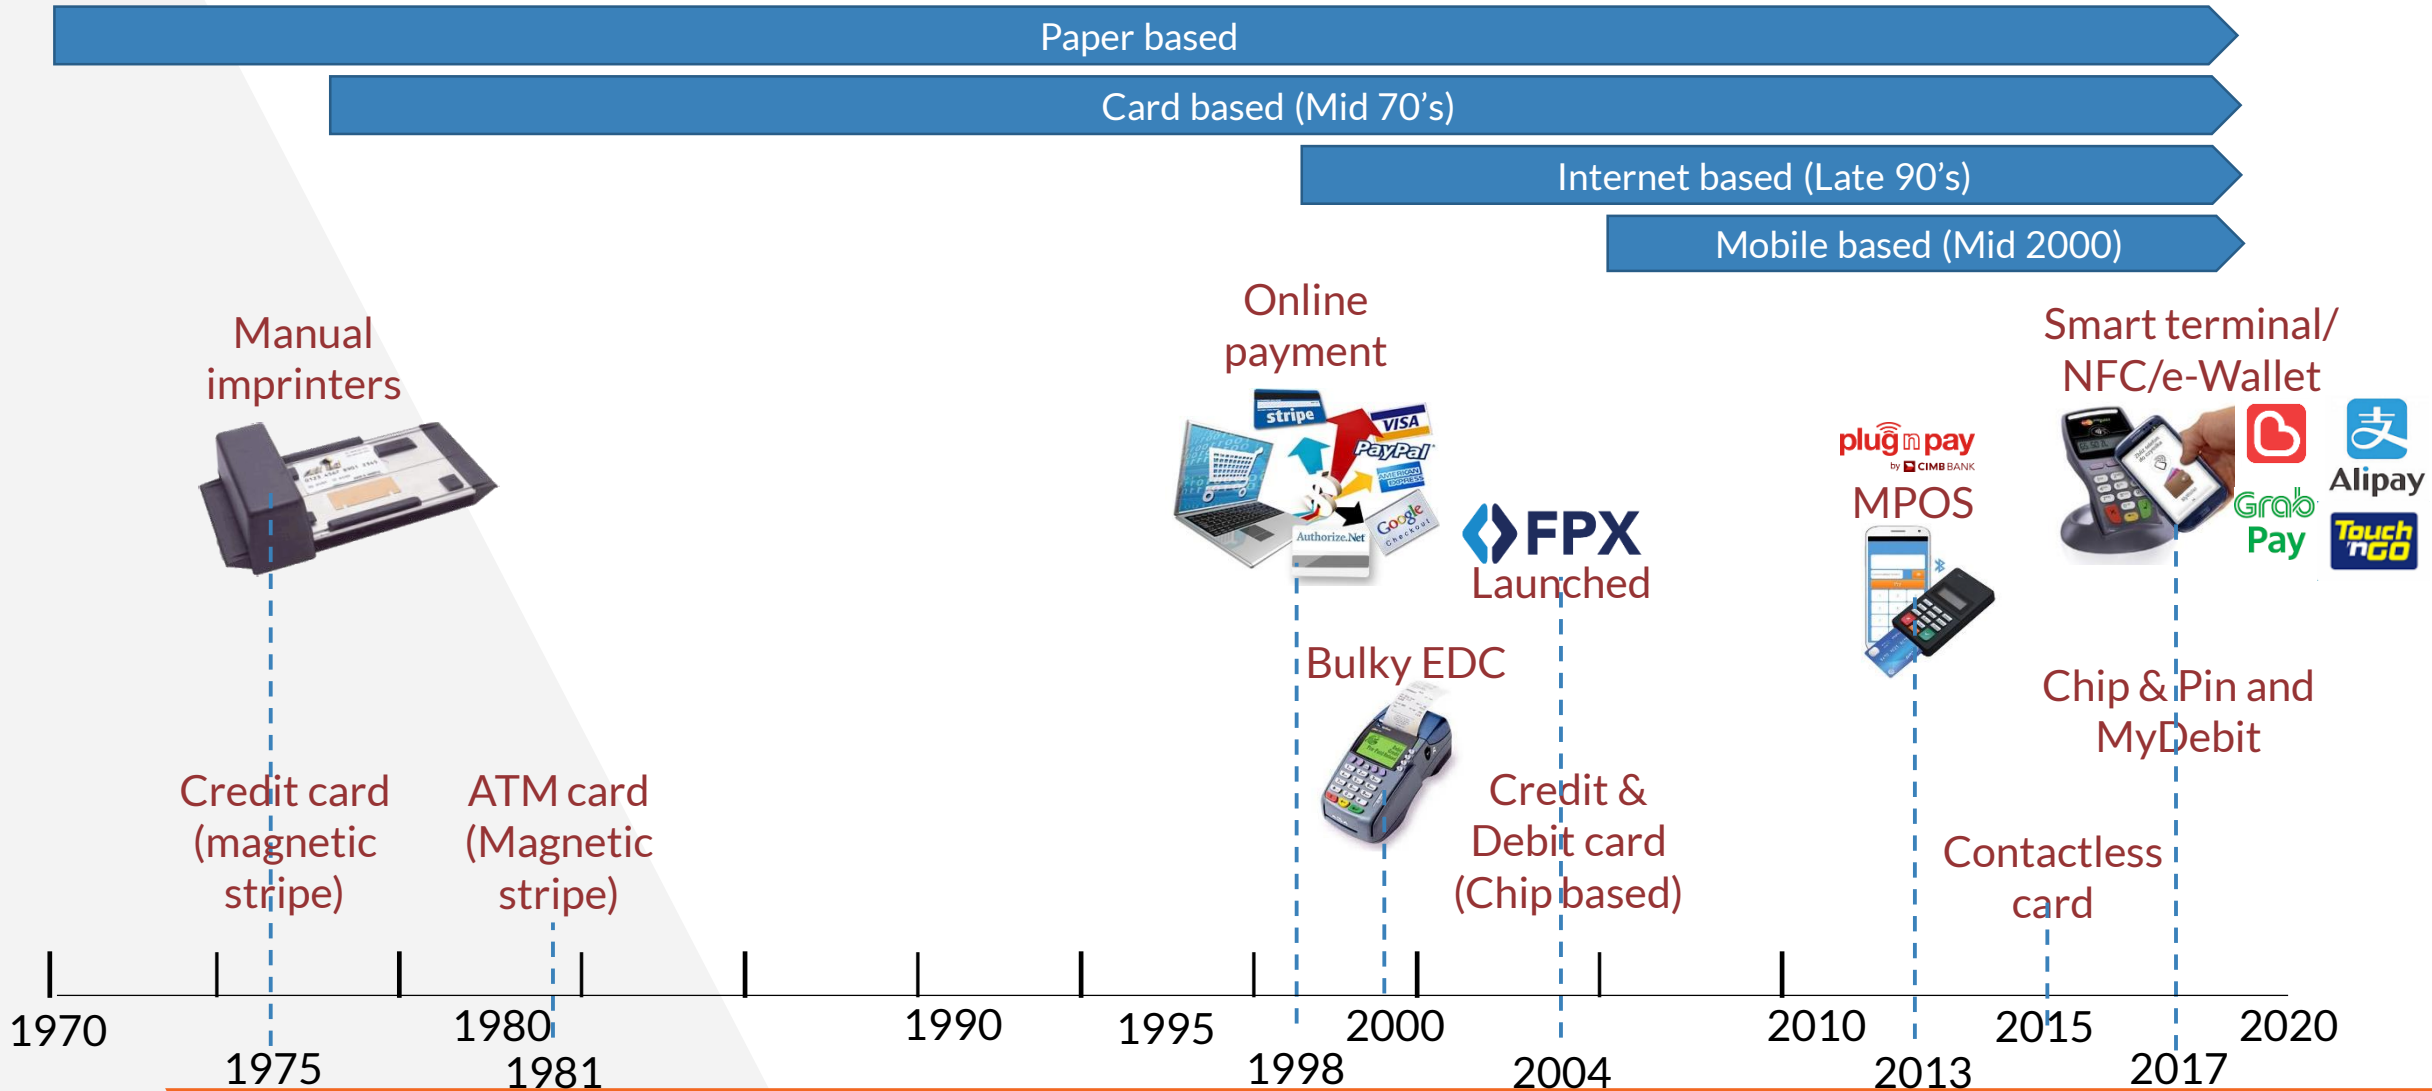 Paper based
Card based (Mid 70's)
Internet based (Late 90's)
Mobile based (Mid 2000)
Manual
imprinters
Online
payment
stripe
VISA
PayPal
AMERICAN
EXPRESS
Google
Checkout
Authorize.Net
FPX
Launched
Bulky EDC
plug n pay
by CIMB BANK
MPOS
Smart terminal/
NFC/e-Wallet
支
Alipay
Grab
Pay
Touch
'nGO
Chip & Pin and
MyDebit
Credit card
(magnetic
stripe)
ATM card
(Magnetic
stripe)
Credit &
Debit card
(Chip based)
Contactless
card
1970
1975
1980
1981
1990
1995
1998
2000
2004
2010
2013
2015
2017
2020